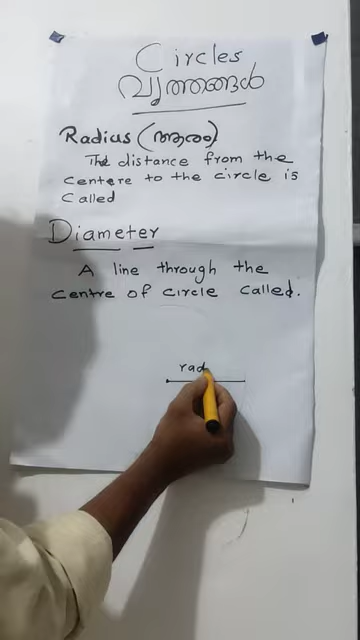 Circles
വൃത്തങ്ങൾ
Radius (ആരം)
The distance from the
centere to the circle is
Called
Diameter
A line through the
centre of circle called.
rad